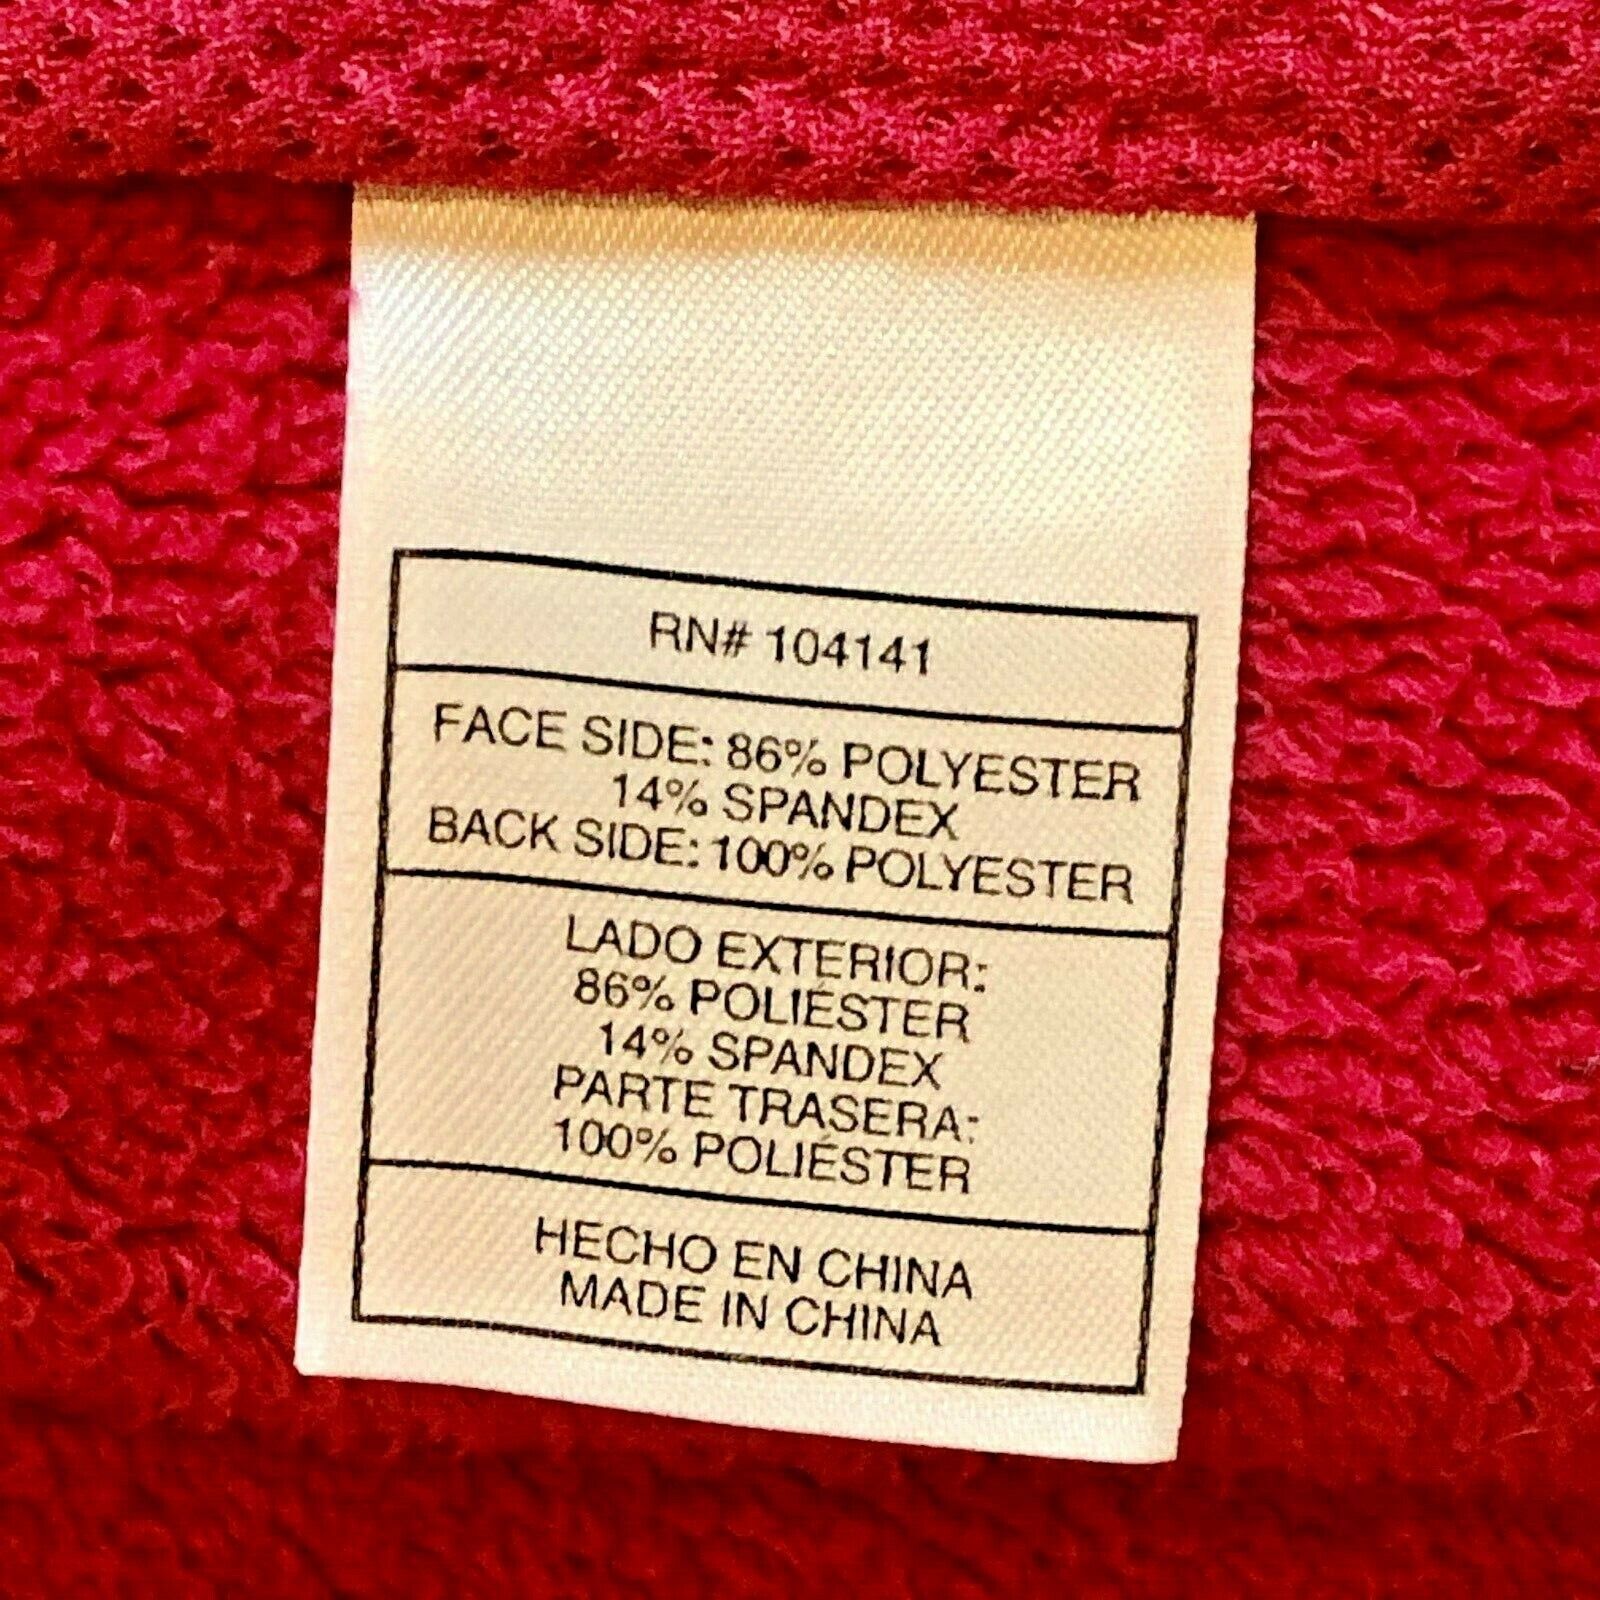 RN# 104141
FACE SIDE: 86% POLYESTER
14% SPANDEX
BACK SIDE: 100% POLYESTER
LADO EXTERIOR:
86% POLIÉSTER
14% SPANDEX
PARTE TRASERA:
100% POLIÉSTER
HECHO EN CHINA
MADE IN CHINA